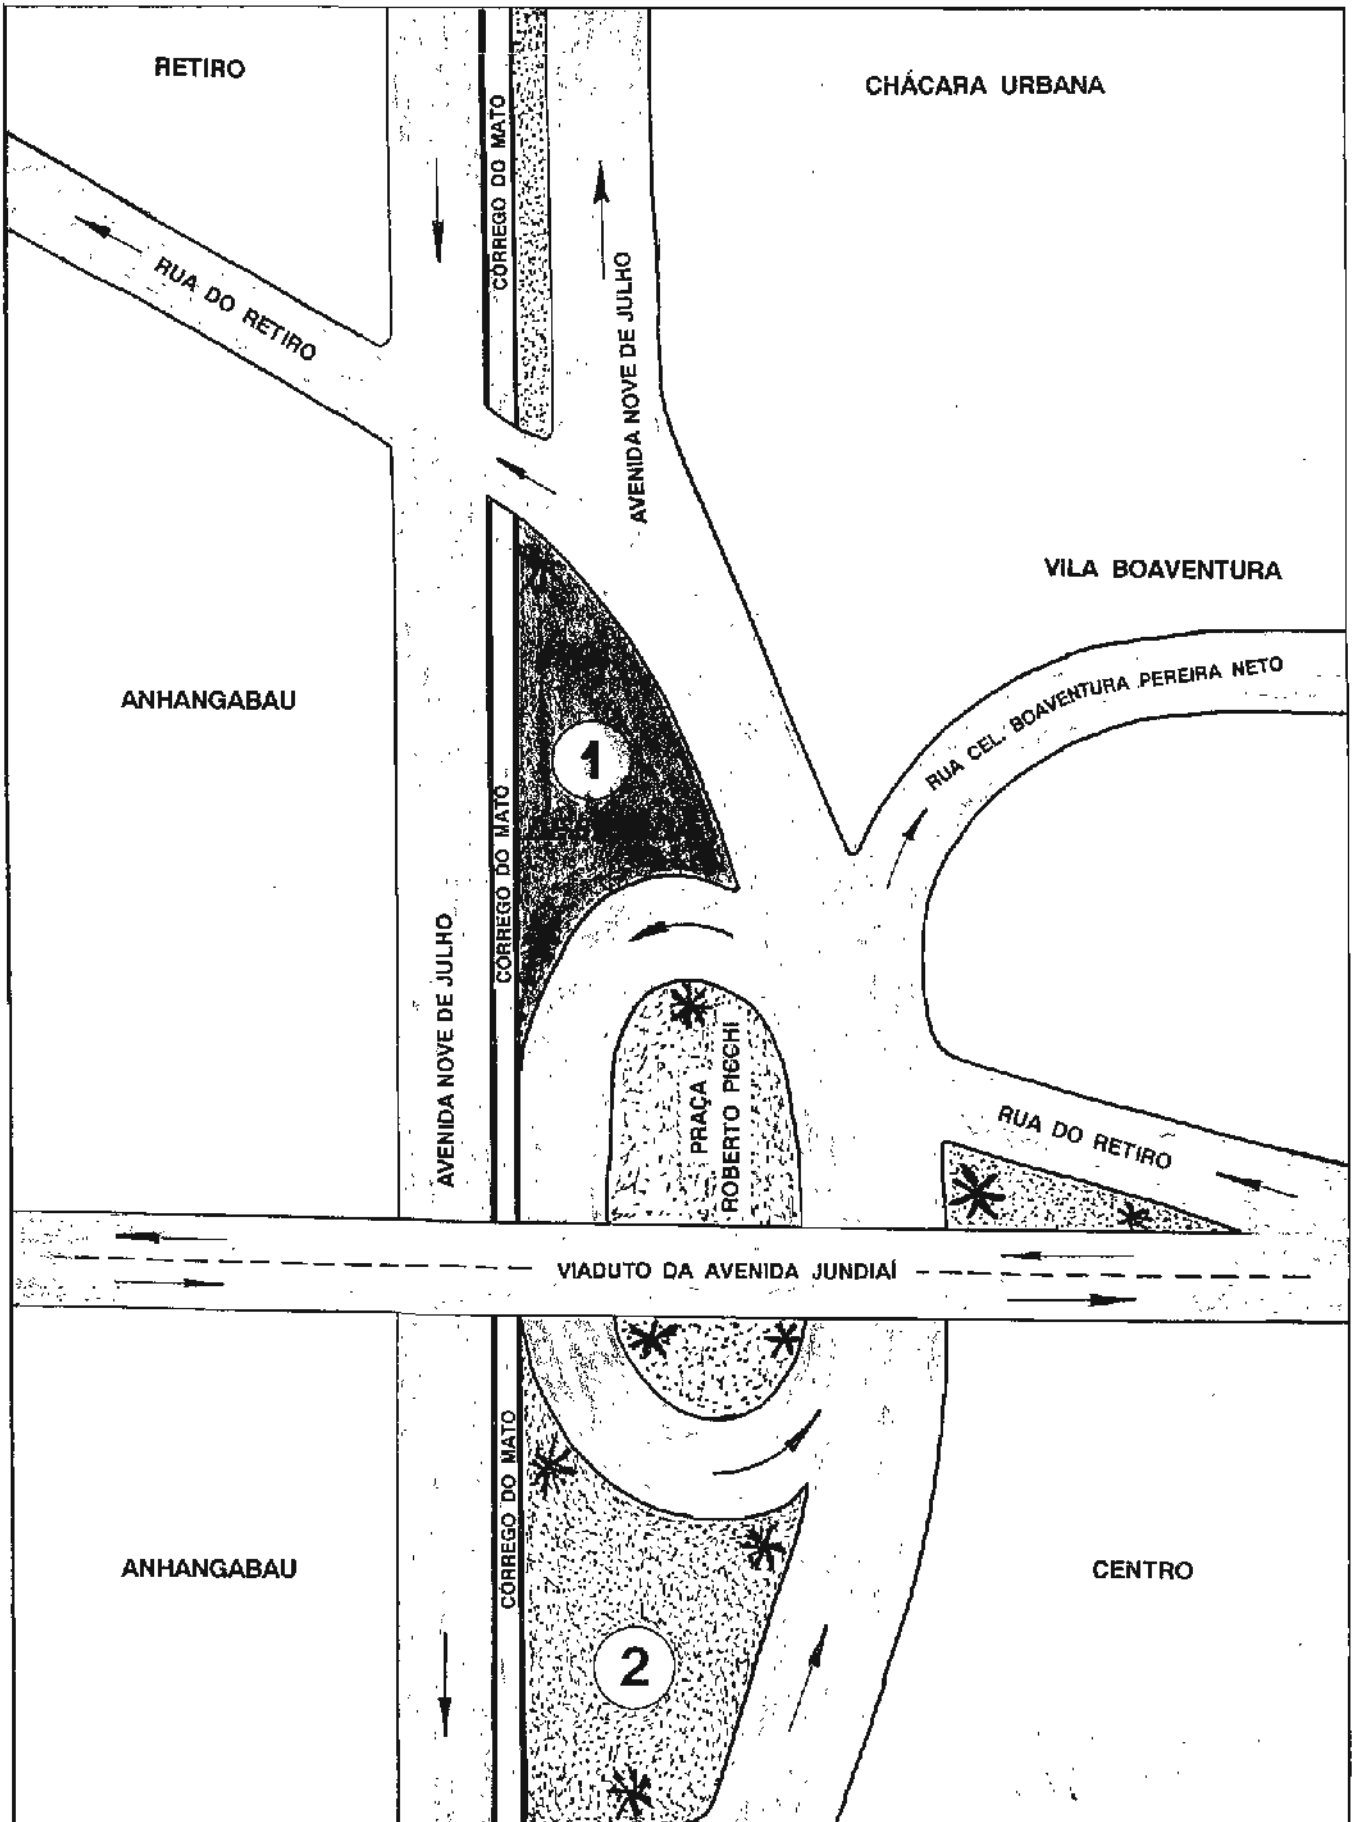 RETIRO
CHÁCARA URBANA
CÓRREGO DO MATO
RUA DO RETIRO
AVENIDA NOVE DE JULHO
VILA BOAVENTURA
RUA CEL. BOAVENTURA PEREIRA NETO
ANHANGABAU
1
CÓRREGO DO MATO
AVENIDA NOVE DE JULHO
PRAÇA
ROBERTO PICCHI
RUA DO RETIRO
VIADUTO DA AVENIDA JUNDIAÍ
CÓRREGO DO MATO
ANHANGABAU
CENTRO
2